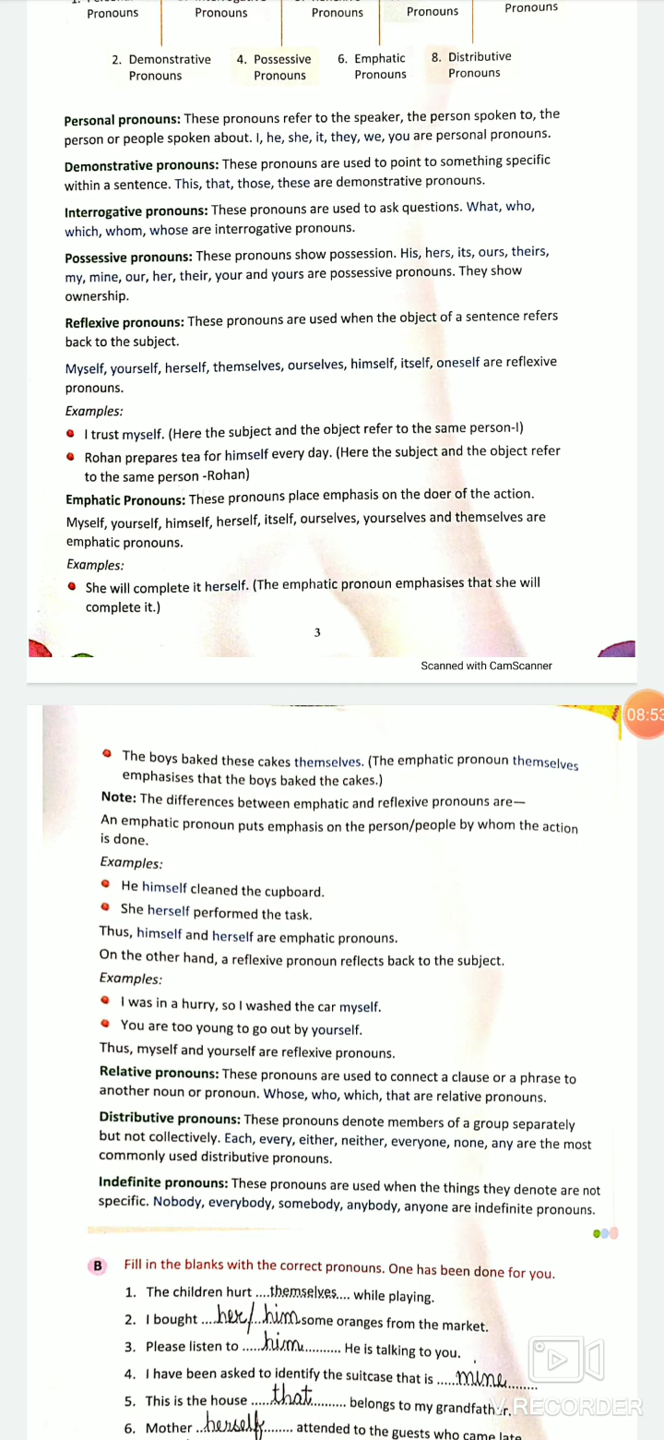 Pronouns Pronouns Pronouns Pronouns Pronouns
2. Demonstrative Pronouns 4. Possessive Pronouns 6. Emphatic Pronouns 8. Distributive Pronouns
Personal pronouns: These pronouns refer to the speaker, the person spoken to, the
person or people spoken about. I, he, she, it, they, we, you are personal pronouns.
Demonstrative pronouns: These pronouns are used to point to something specific
within a sentence. This, that, those, these are demonstrative pronouns.
Interrogative pronouns: These pronouns are used to ask questions. What, who,
which, whom, whose are interrogative pronouns.
Possessive pronouns: These pronouns show possession. His, hers, its, ours, theirs,
my, mine, our, her, their, your and yours are possessive pronouns. They show
ownership.
Reflexive pronouns: These pronouns are used when the object of a sentence refers
back to the subject.
Myself, yourself, herself, themselves, ourselves, himself, itself, oneself are reflexive
pronouns.
Examples:
I trust myself. (Here the subject and the object refer to the same person-I)
Rohan prepares tea for himself every day. (Here the subject and the object refer
to the same person -Rohan)
Emphatic Pronouns: These pronouns place emphasis on the doer of the action.
Myself, yourself, himself, herself, itself, ourselves, yourselves and themselves are
emphatic pronouns.
Examples:
She will complete it herself. (The emphatic pronoun emphasises that she will
complete it.)
3
Scanned with CamScanner
08:53
The boys baked these cakes themselves. (The emphatic pronoun themselves
emphasises that the boys baked the cakes.)
Note: The differences between emphatic and reflexive pronouns are—
An emphatic pronoun puts emphasis on the person/people by whom the action
is done.
Examples:
He himself cleaned the cupboard.
She herself performed the task.
Thus, himself and herself are emphatic pronouns.
On the other hand, a reflexive pronoun reflects back to the subject.
Examples:
I was in a hurry, so I washed the car myself.
You are too young to go out by yourself.
Thus, myself and yourself are reflexive pronouns.
Relative pronouns: These pronouns are used to connect a clause or a phrase to
another noun or pronoun. Whose, who, which, that are relative pronouns.
Distributive pronouns: These pronouns denote members of a group separately
but not collectively. Each, every, either, neither, everyone, none, any are the most
commonly used distributive pronouns.
Indefinite pronouns: These pronouns are used when the things they denote are not
specific. Nobody, everybody, somebody, anybody, anyone are indefinite pronouns.
B Fill in the blanks with the correct pronouns. One has been done for you.
1. The children hurt ....themselves.... while playing.
2. I bought ....her/him some oranges from the market.
3. Please listen to .....him.......... He is talking to you.
4. I have been asked to identify the suitcase that is .....mine........
5. This is the house .....that.......... belongs to my grandfather.
6. Mother ..herself........ attended to the guests who came late
V RECORDER